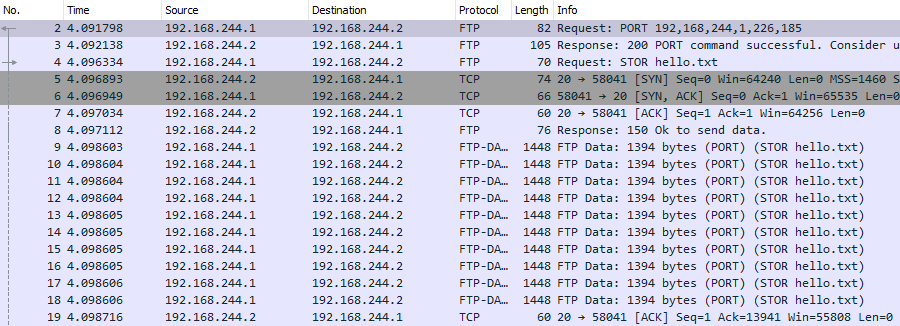 No. Time Source Destination Protocol Length Info
2 4.091798 192.168.244.1 192.168.244.2 FTP 82 Request: PORT 192,168,244,1,226,185
3 4.092138 192.168.244.2 192.168.244.1 FTP 105 Response: 200 PORT command successful. Consider u
4 4.096334 192.168.244.1 192.168.244.2 FTP 70 Request: STOR hello.txt
5 4.096893 192.168.244.2 192.168.244.1 TCP 74 20 → 58041 [SYN] Seq=0 Win=64240 Len=0 MSS=1460 S
6 4.096949 192.168.244.1 192.168.244.2 TCP 66 58041 → 20 [SYN, ACK] Seq=0 Ack=1 Win=65535 Len=0
7 4.097034 192.168.244.2 192.168.244.1 TCP 60 20 → 58041 [ACK] Seq=1 Ack=1 Win=64256 Len=0
8 4.097112 192.168.244.2 192.168.244.1 FTP 76 Response: 150 Ok to send data.
9 4.098603 192.168.244.1 192.168.244.2 FTP-DA… 1448 FTP Data: 1394 bytes (PORT) (STOR hello.txt)
10 4.098604 192.168.244.1 192.168.244.2 FTP-DA… 1448 FTP Data: 1394 bytes (PORT) (STOR hello.txt)
11 4.098604 192.168.244.1 192.168.244.2 FTP-DA… 1448 FTP Data: 1394 bytes (PORT) (STOR hello.txt)
12 4.098604 192.168.244.1 192.168.244.2 FTP-DA… 1448 FTP Data: 1394 bytes (PORT) (STOR hello.txt)
13 4.098605 192.168.244.1 192.168.244.2 FTP-DA… 1448 FTP Data: 1394 bytes (PORT) (STOR hello.txt)
14 4.098605 192.168.244.1 192.168.244.2 FTP-DA… 1448 FTP Data: 1394 bytes (PORT) (STOR hello.txt)
15 4.098605 192.168.244.1 192.168.244.2 FTP-DA… 1448 FTP Data: 1394 bytes (PORT) (STOR hello.txt)
16 4.098605 192.168.244.1 192.168.244.2 FTP-DA… 1448 FTP Data: 1394 bytes (PORT) (STOR hello.txt)
17 4.098606 192.168.244.1 192.168.244.2 FTP-DA… 1448 FTP Data: 1394 bytes (PORT) (STOR hello.txt)
18 4.098606 192.168.244.1 192.168.244.2 FTP-DA… 1448 FTP Data: 1394 bytes (PORT) (STOR hello.txt)
19 4.098716 192.168.244.2 192.168.244.1 TCP 60 20 → 58041 [ACK] Seq=1 Ack=13941 Win=55808 Len=0